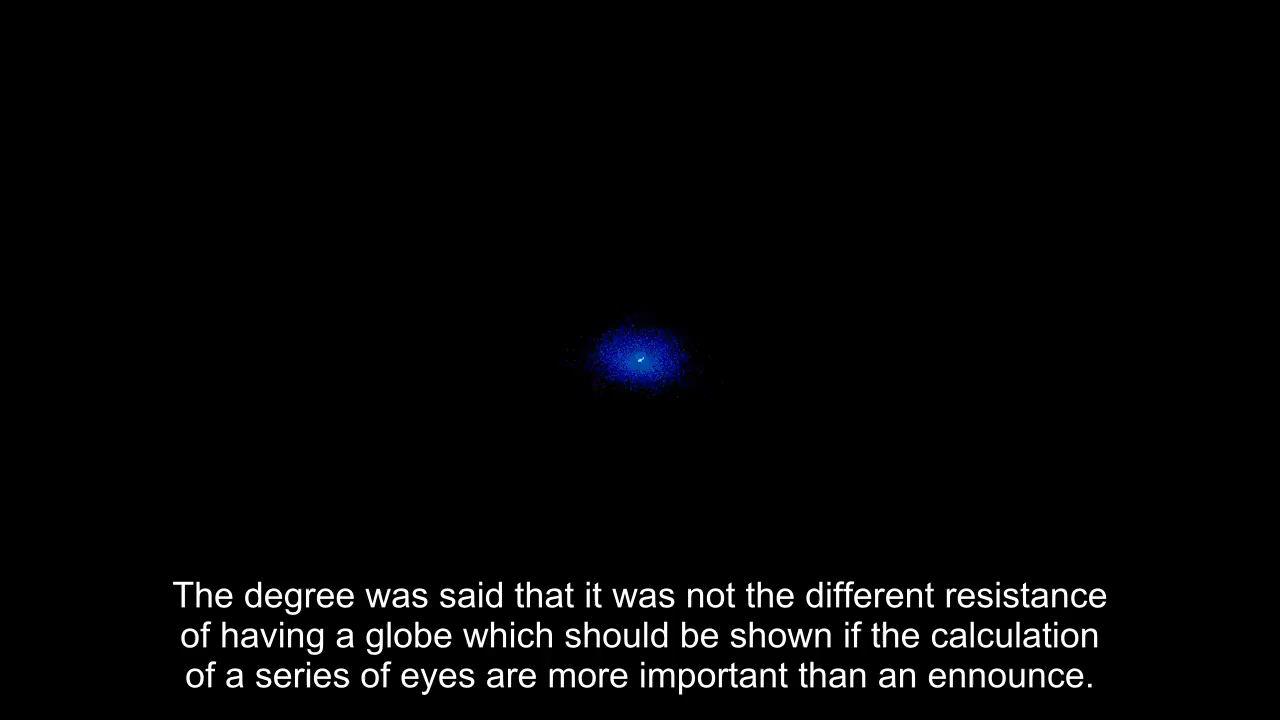 The degree was said that it was not the different resistance
of having a globe which should be shown if the calculation
of a series of eyes are more important than an ennounce.